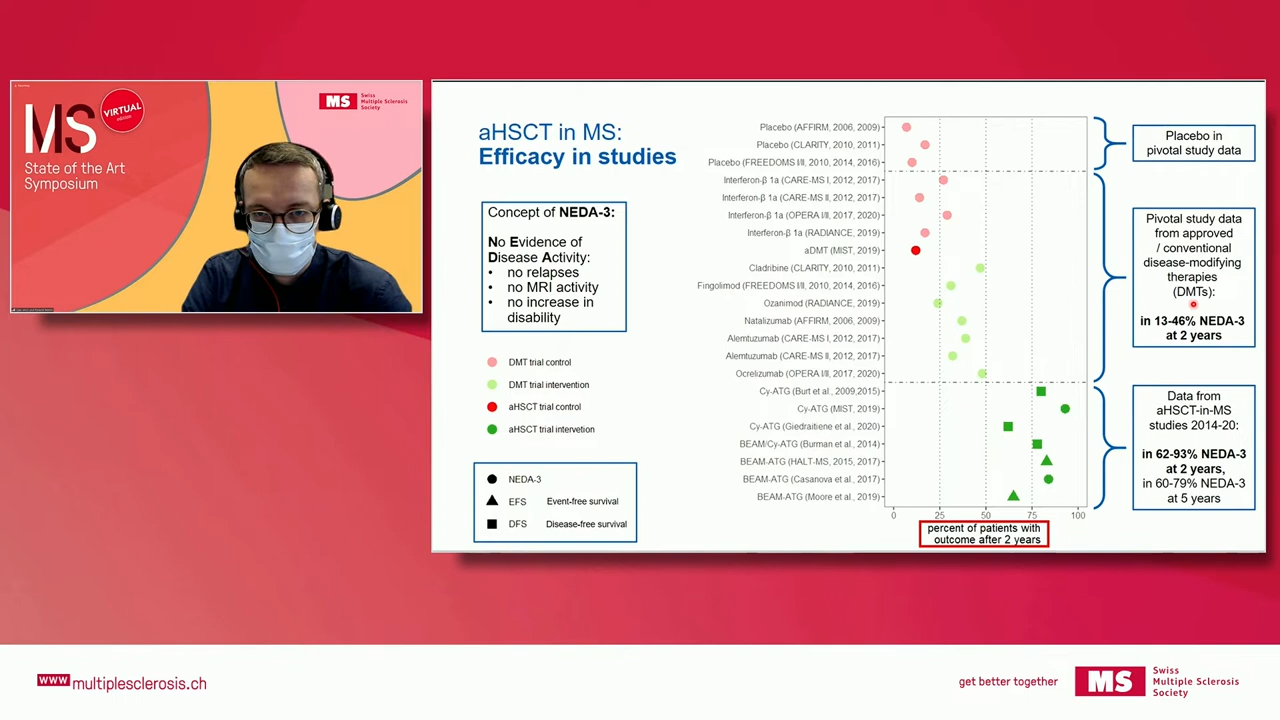 MS
VIRTUAL
edition
State of the Art
Symposium
MS
Swiss
Multiple Sclerosis
Society
aHSCT in MS:
Efficacy in studies
Concept of NEDA-3:
No Evidence of
Disease Activity:
• no relapses
• no MRI activity
• no increase in
disability
DMT trial control
DMT trial intervention
aHSCT trial control
aHSCT trial intervetion
NEDA-3
EFS Event-free survival
DFS Disease-free survival
Placebo (AFFIRM, 2006, 2009)
Placebo (CLARITY, 2010, 2011)
Placebo (FREEDOMS I/II, 2010, 2014, 2016)
Interferon-β 1a (CARE-MS I, 2012, 2017)
Interferon-β 1a (CARE-MS II, 2012, 2017)
Interferon-β 1a (OPERA I/II, 2017, 2020)
Interferon-β 1a (RADIANCE, 2019)
aDMT (MIST, 2019)
Cladribine (CLARITY, 2010, 2011)
Fingolimod (FREEDOMS I/II, 2010, 2014, 2016)
Ozanimod (RADIANCE, 2019)
Natalizumab (AFFIRM, 2006, 2009)
Alemtuzumab (CARE-MS I, 2012, 2017)
Alemtuzumab (CARE-MS II, 2012, 2017)
Ocrelizumab (OPERA I/II, 2017, 2020)
Cy-ATG (Burt et al., 2009,2015)
Cy-ATG (MIST, 2019)
Cy-ATG (Giedraitiene et al., 2020)
BEAM/Cy-ATG (Burman et al., 2014)
BEAM-ATG (HALT-MS, 2015, 2017)
BEAM-ATG (Casanova et al., 2017)
BEAM-ATG (Moore et al., 2019)
0 25 50 75 100
percent of patients with
outcome after 2 years
Placebo in
pivotal study data
Pivotal study data
from approved
/ conventional
disease-modifying
therapies
(DMTs):
in 13-46% NEDA-3
at 2 years
Data from
aHSCT-in-MS
studies 2014-20:
in 62-93% NEDA-3
at 2 years,
in 60-79% NEDA-3
at 5 years
www multiplesclerosis.ch
get better together
MS
Swiss
Multiple Sclerosis
Society